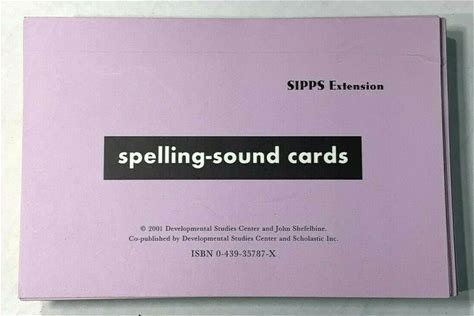 SIPPS Extension
spelling-sound cards
© 2001 Developmental Studies Center and John Shefelbine.
Co-published by Developmental Studies Center and Scholastic Inc.
ISBN 0-439-35787-X